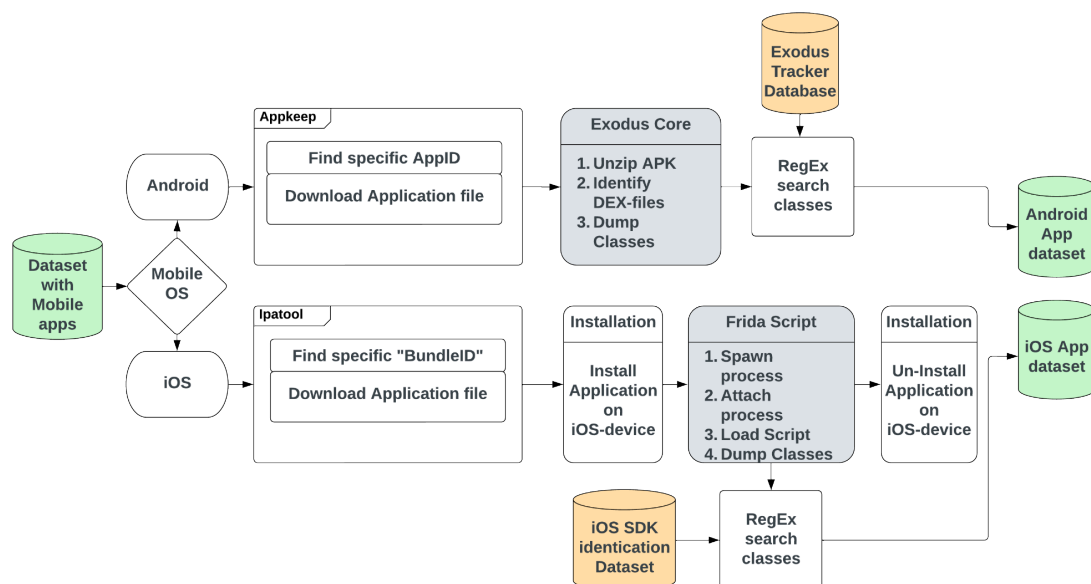 Exodus
Tracker
Database
Appkeep
Find specific AppID
Download Application file
Exodus Core
1. Unzip APK
2. Identify
DEX-files
3. Dump
Classes
RegEx
search
classes
Android
Android
App
dataset
Dataset
with
Mobile
apps
Mobile
OS
iOS
Ipatool
Find specific "BundleID"
Download Application file
Installation
Install
Application
on
iOS-device
Frida Script
1. Spawn
process
2. Attach
process
3. Load Script
4. Dump Classes
Installation
Un-Install
Application
on
iOS-device
iOS App
dataset
iOS SDK
identication
Dataset
RegEx
search
classes